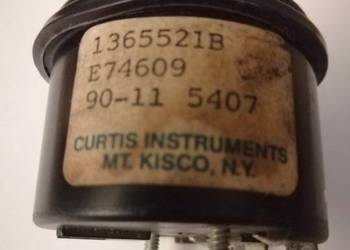 1365521B
E74609
90-11 5407
CURTIS INSTRUMENTS
MT. KISCO, N.Y.